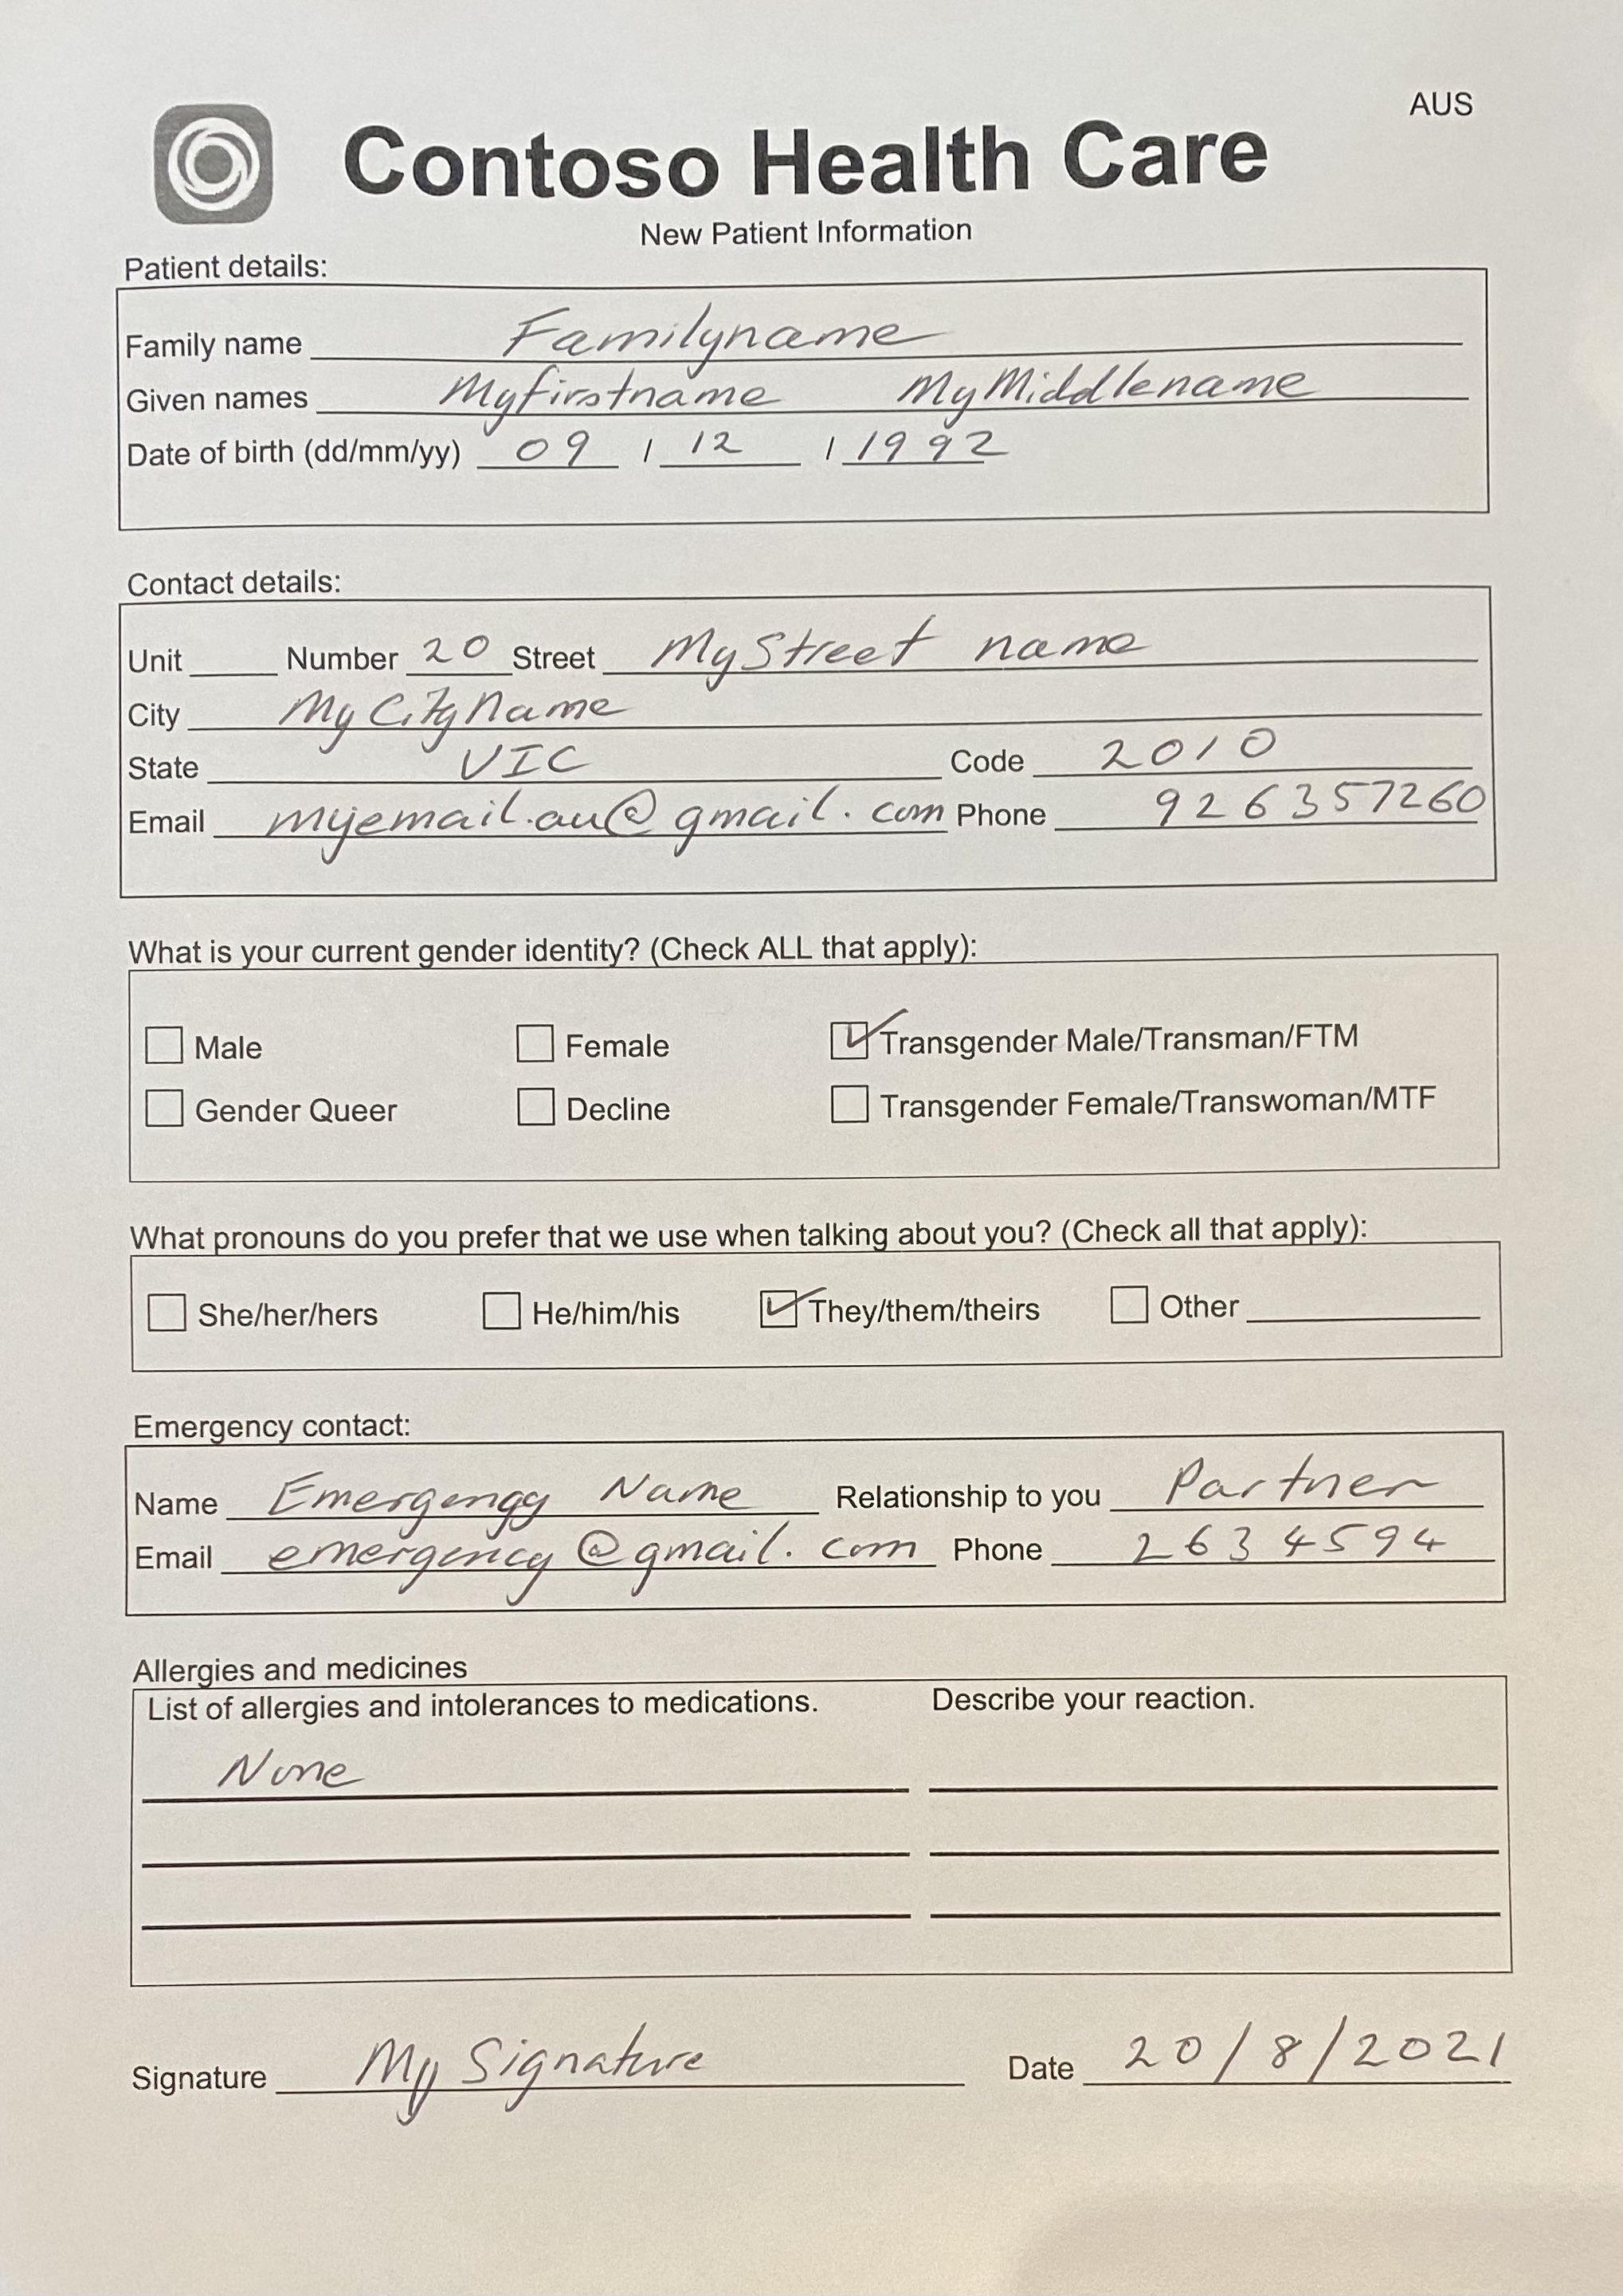 AUS
Contoso Health Care
New Patient Information
Patient details:
Family name Familyname
Given names Myfirstname MyMiddlename
Date of birth (dd/mm/yy) 09 / 12 / 1992
Contact details:
Unit Number 20 Street MyStreet name
City MyCityName
State VIC Code 2010
Email myemail.au@gmail.com Phone 926357260
What is your current gender identity? (Check ALL that apply):
Male Female Transgender Male/Transman/FTM
Gender Queer Decline Transgender Female/Transwoman/MTF
What pronouns do you prefer that we use when talking about you? (Check all that apply):
She/her/hers He/him/his They/them/theirs Other
Emergency contact:
Name Emergengy Name Relationship to you Partner
Email emergency@gmail.com Phone 2634594
Allergies and medicines
List of allergies and intolerances to medications. Describe your reaction.
None
Signature My Signature Date 20/8/2021